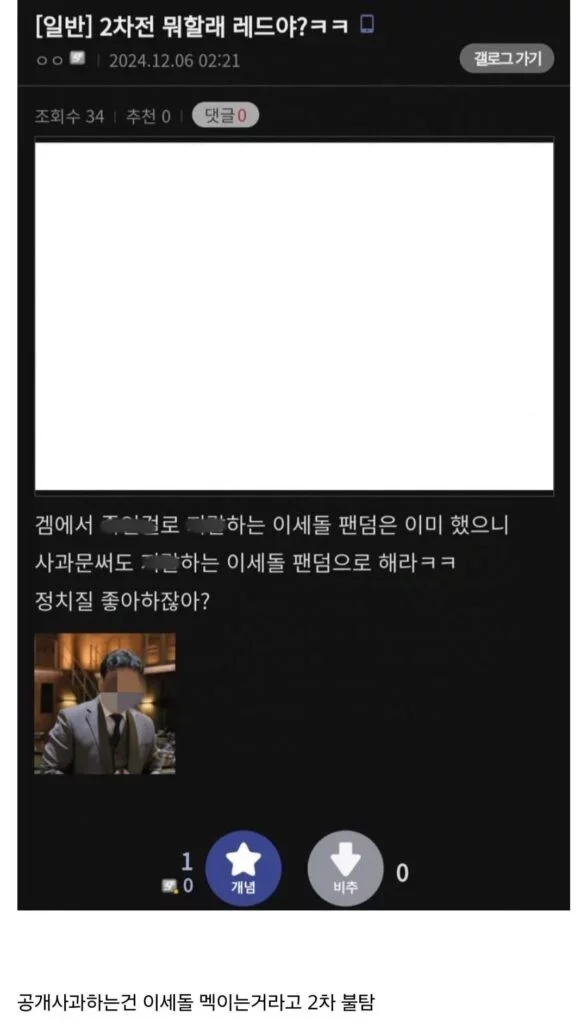 [일반] 2차전 뭐할래 레드야?ㅋㅋ
ㅇㅇ 2024.12.06 02:21
갤로그 가기
조회수 34 추천 0 댓글 0
겜에서 로 하는 이세돌 팬덤은 이미 했으니
사과문써도 하는 이세돌 팬덤으로 해라ㅋㅋ
정치질 좋아하잖아?
1
0
개념
비추
0
공개사과하는건 이세돌 멕이는거라고 2차 불탐